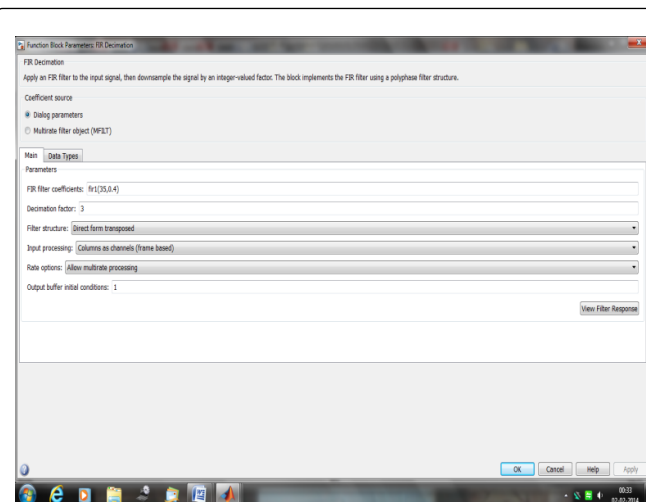 Function Block Parameters: FIR Decimation
FIR Decimation
Apply an FIR filter to the input signal, then downsample the signal by an integer-valued factor. The block implements the FIR filter using a polyphase filter structure.
Coefficient source
Dialog parameters
Multirate filter object (MFILT)
Main Data Types
Parameters
FIR filter coefficients: fir1(35,0.4)
Decimation factor: 3
Filter structure: Direct form transposed
Input processing: Columns as channels (frame based)
Rate options: Allow multirate processing
Output buffer initial conditions: 1
View Filter Response
OK Cancel Help Apply
00:33
02-07-2014